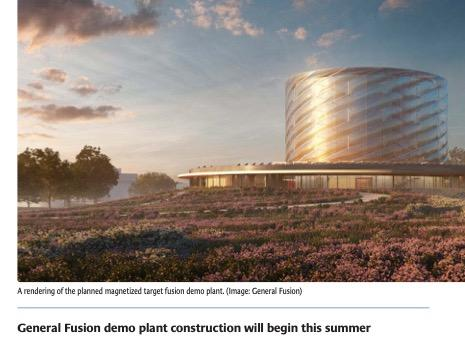 A rendering of the planned magnetized target fusion demo plant. (Image: General Fusion)
General Fusion demo plant construction will begin this summer